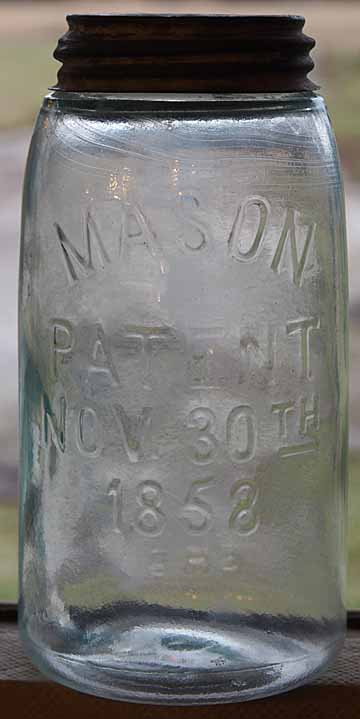 MASON
PATENT
NOV. 30TH
1858